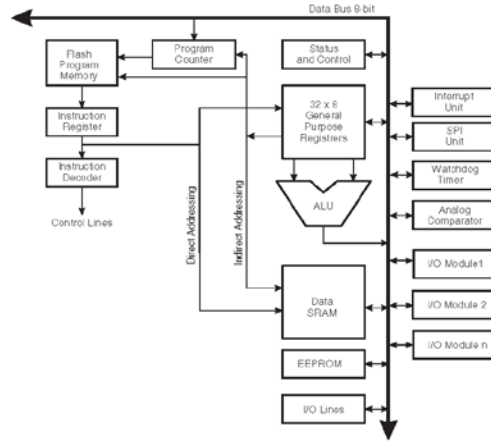 Data Bus 8-bit
Flash
Program
Memory
Program
Counter
Status
and Control
Instruction
Register
32 x 8
General
Purpose
Registrers
Interrupt
Unit
SPI
Unit
Instruction
Decoder
Watchdog
Timer
ALU
Analog
Comparator
Control Lines
Direct Addressing
Indirect Addressing
I/O Module1
Data
SRAM
I/O Module 2
I/O Module n
EEPROM
I/O Lines